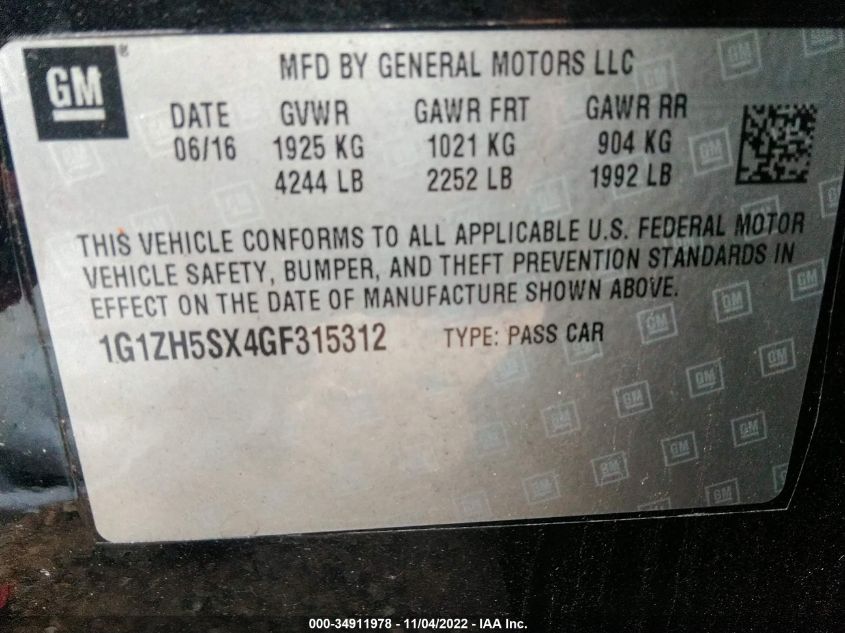 GM®
MFD BY GENERAL MOTORS LLC
DATE GVWR GAWR FRT GAWR RR
06/16 1925 KG 1021 KG 904 KG
4244 LB 2252 LB 1992 LB
THIS VEHICLE CONFORMS TO ALL APPLICABLE U.S. FEDERAL MOTOR
VEHICLE SAFETY, BUMPER, AND THEFT PREVENTION STANDARDS IN
EFFECT ON THE DATE OF MANUFACTURE SHOWN ABOVE.
1G1ZH5SX4GF315312 TYPE: PASS CAR
000-34911978 - 11/04/2022 - IAA Inc.